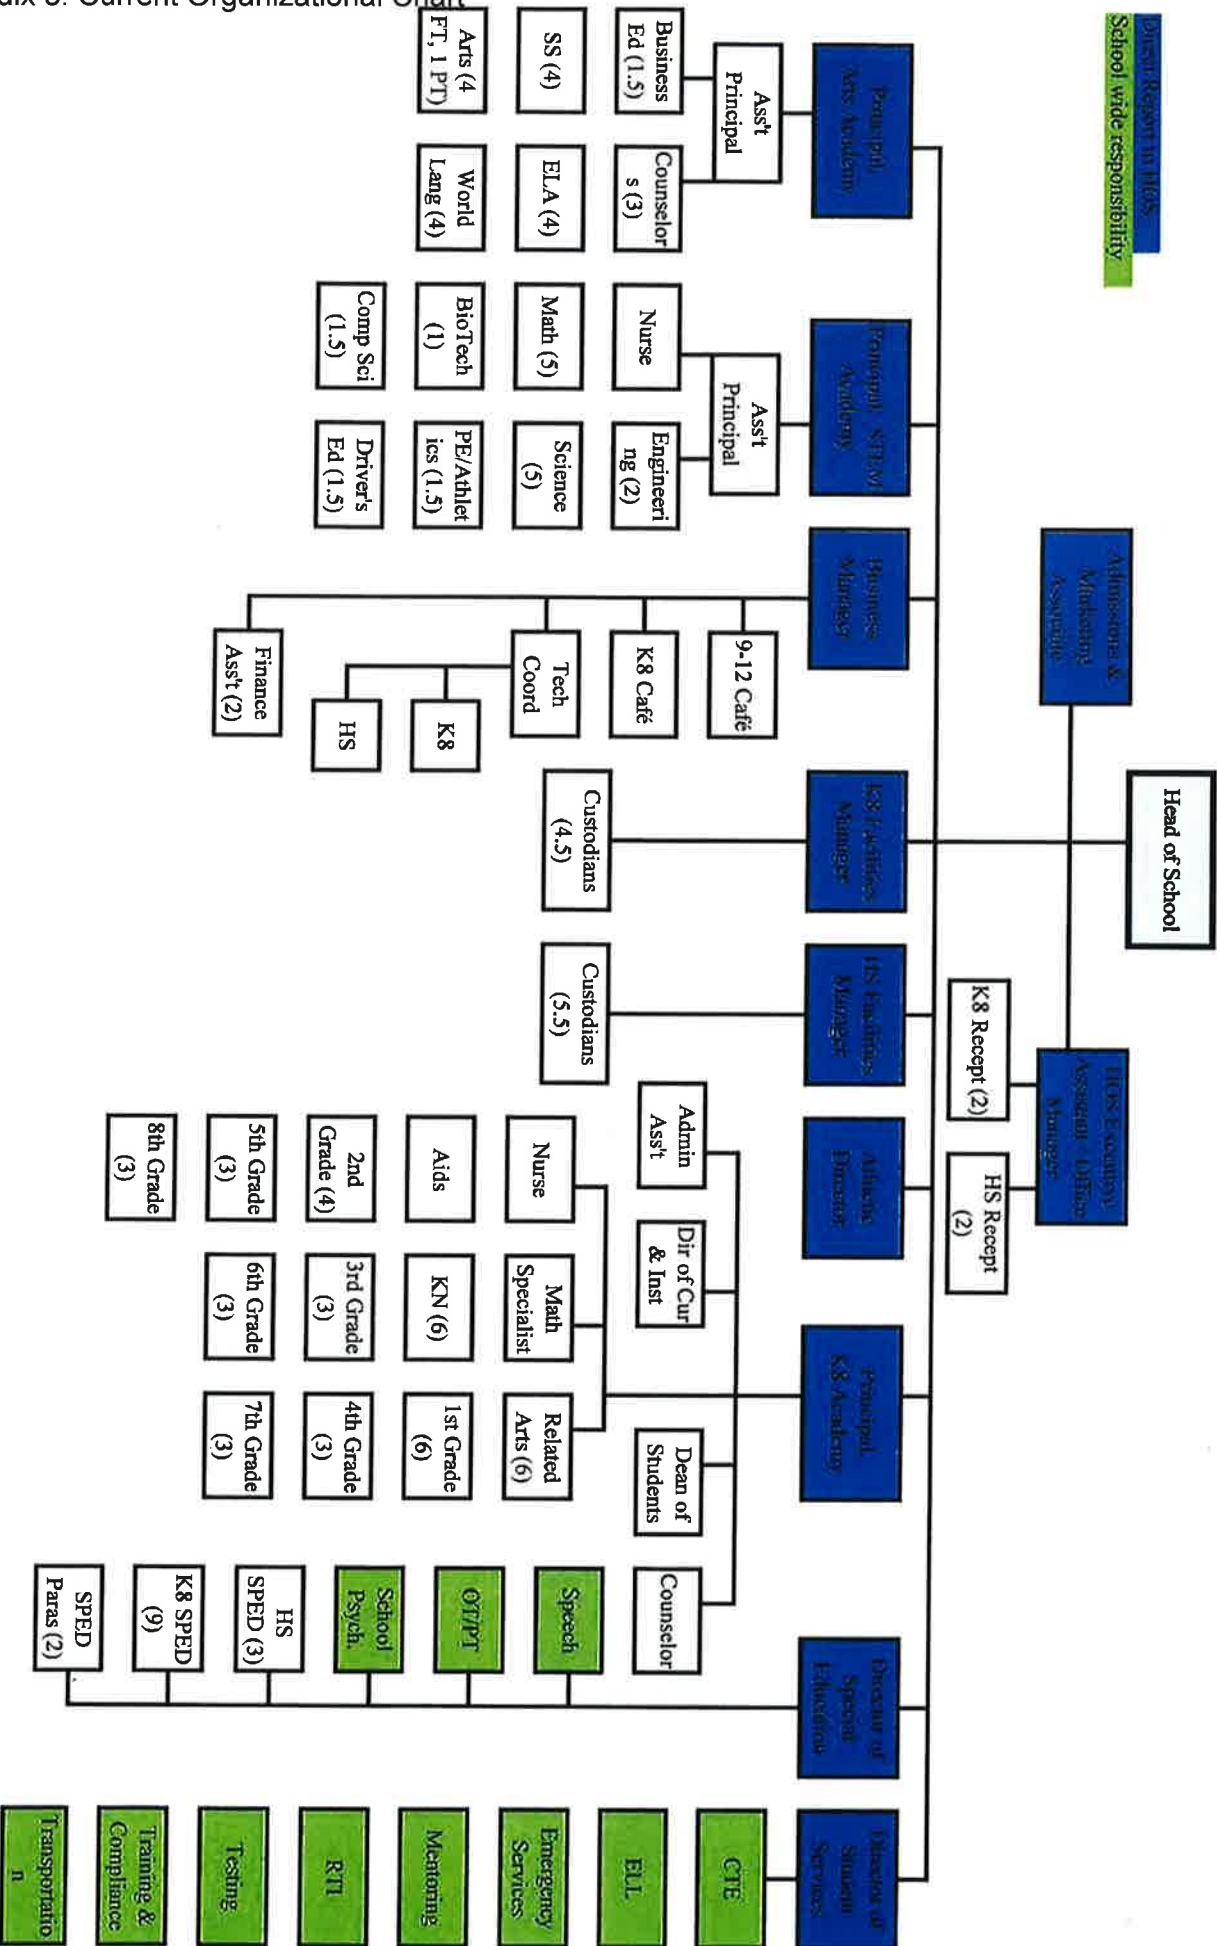 Direct Report to HOS
School wide responsibility
Head of School
Admissions &
Marketing
Associate
HOS Executive
Assistant / Office
Manager
K8 Recept (2)
HS Recept
(2)
Principal,
Arts Academy
Principal, STEM
Academy
Business
Manager
K8 Facilities
Manager
HS Facilities
Manager
Athletic
Director
Principal,
K8 Academy
Director of
Special
Education
Director of
Student
Services
Ass't
Principal
Business
Ed (1.5)
Counselor
s (3)
SS (4)
ELA (4)
Arts (4
FT, 1 PT)
World
Lang (4)
Ass't
Principal
Nurse
Engineeri
ng (2)
Math (5)
Science
(5)
BioTech
(1)
PE/Athlet
ics (1.5)
Comp Sci
(1.5)
Driver's
Ed (1.5)
9-12 Café
K8 Café
Tech
Coord
K8
HS
Finance
Ass't (2)
Custodians
(4.5)
Custodians
(5.5)
Admin
Ass't
Dir of Cur
& Inst
Dean of
Students
Counselor
Nurse
Math
Specialist
Related
Arts (6)
Aids
KN (6)
1st Grade
(6)
2nd
Grade (4)
3rd Grade
(3)
4th Grade
(3)
5th Grade
(3)
6th Grade
(3)
7th Grade
(3)
8th Grade
(3)
Speech
OT/PT
School
Psych.
HS
SPED (3)
K8 SPED
(9)
SPED
Paras (2)
CTE
ELL
Emergency
Services
Mentoring
RTI
Testing
Training &
Compliance
Transportatio
n